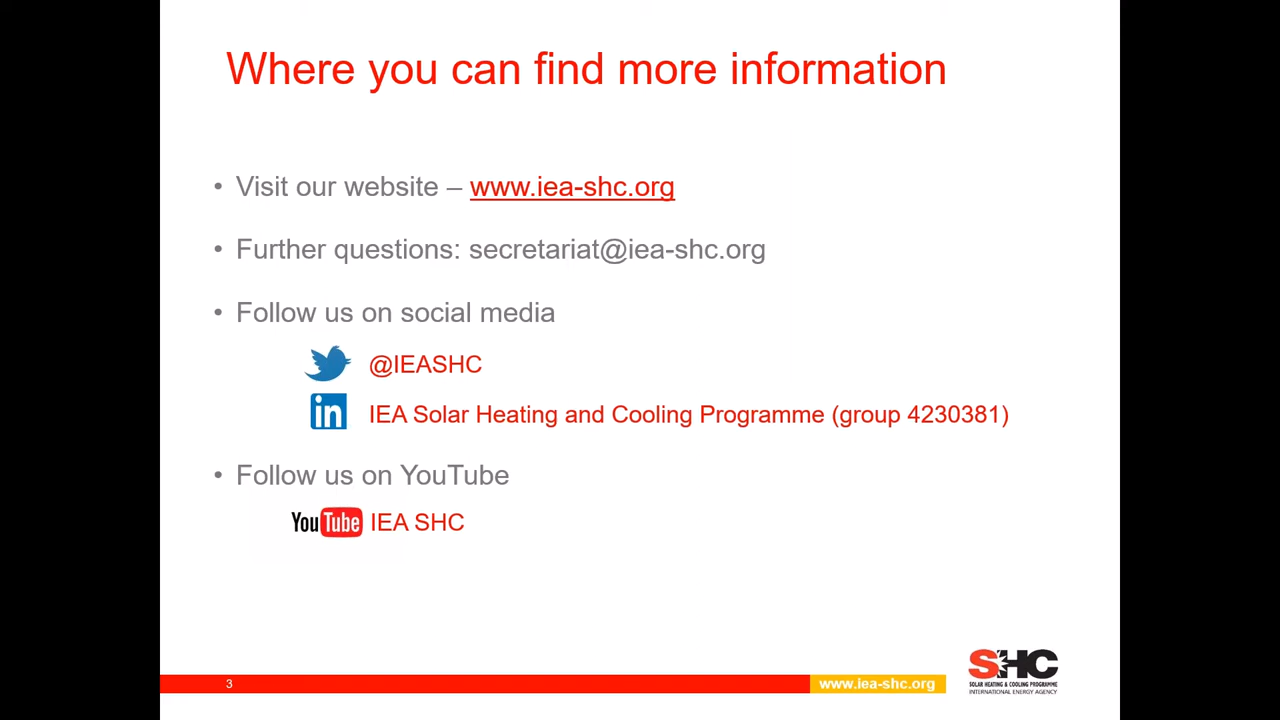 Where you can find more information
• Visit our website – www.iea-shc.org
• Further questions: secretariat@iea-shc.org
• Follow us on social media
@IEASHC
in IEA Solar Heating and Cooling Programme (group 4230381)
• Follow us on YouTube
YouTube IEA SHC
3
www.iea-shc.org
SHC
SOLAR HEATING & COOLING PROGRAMME
INTERNATIONAL ENERGY AGENCY